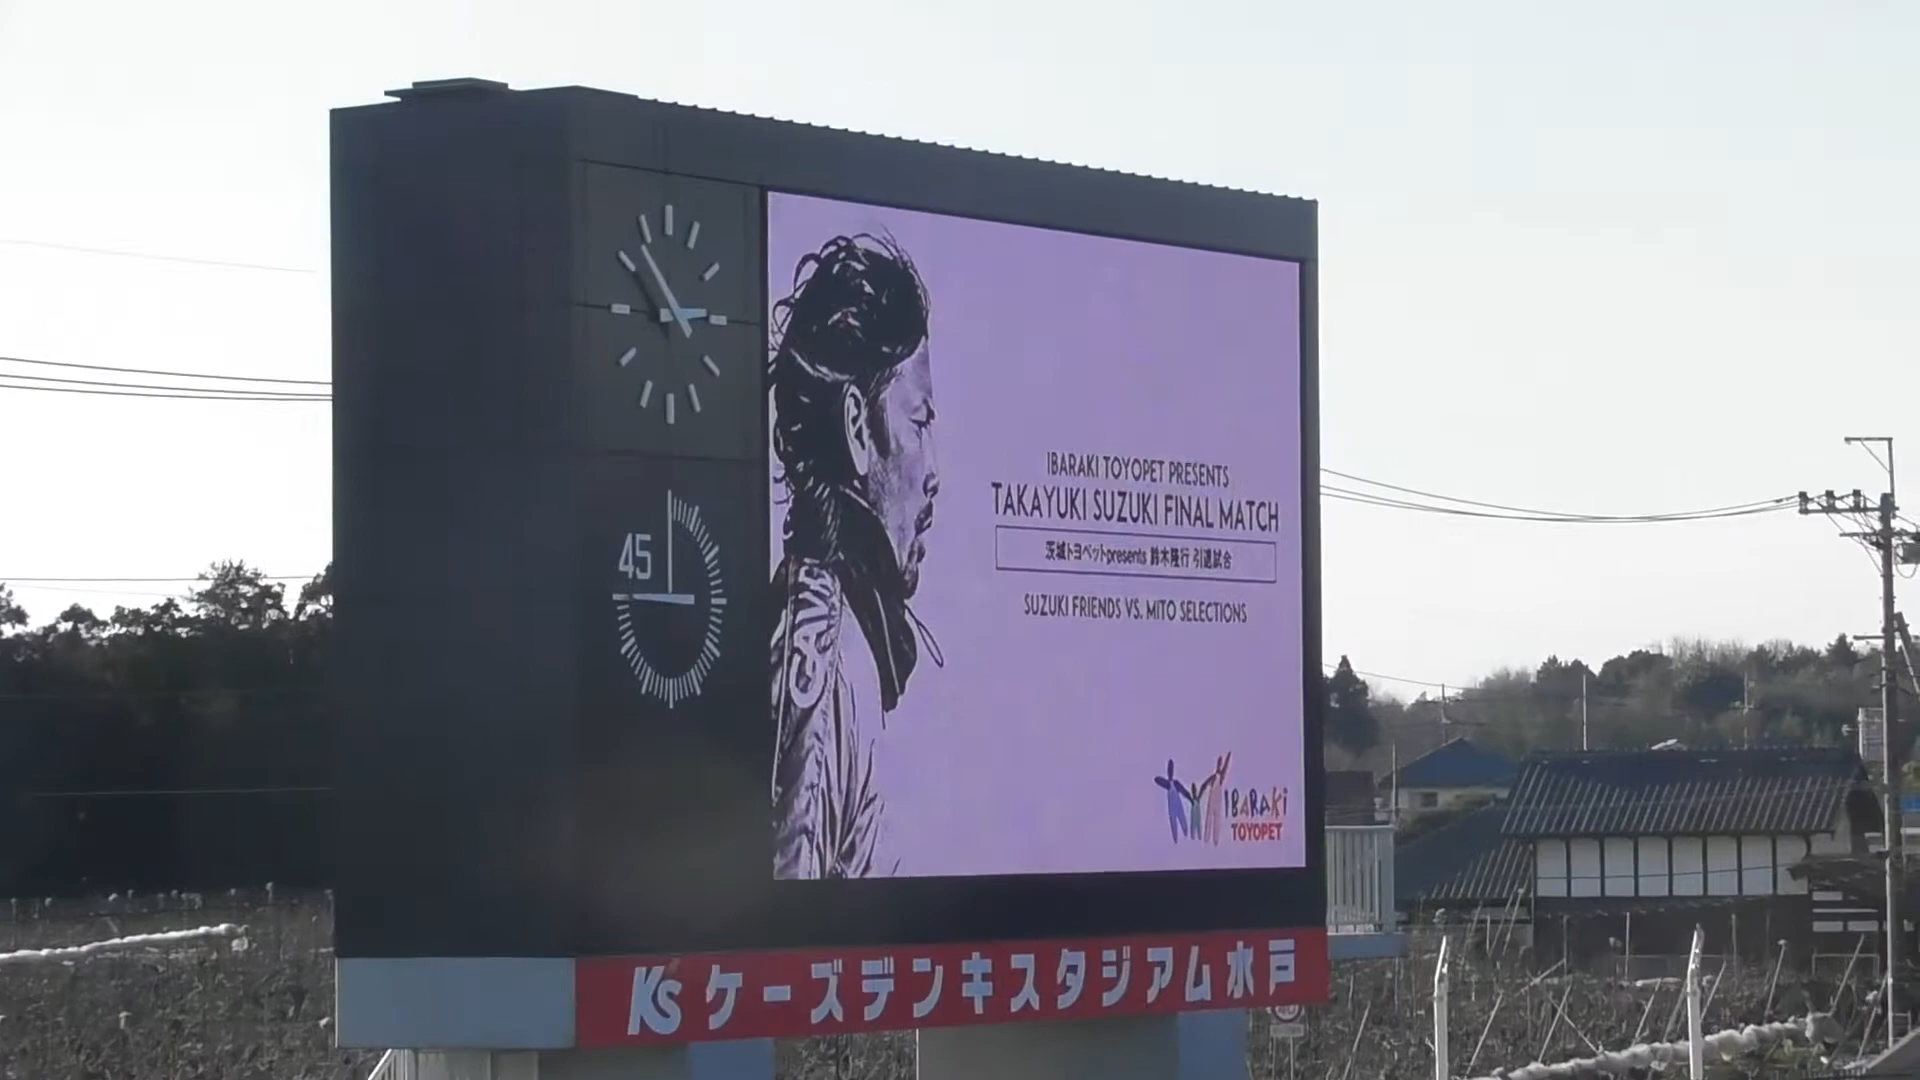 45
IBARAKI TOYOPET PRESENTS
TAKAYUKI SUZUKI FINAL MATCH
茨城トヨペットpresents 鈴木隆行 引退試合
SUZUKI FRIENDS VS. MITO SELECTIONS
IBARAKi
TOYOPET
K's ケーズデンキスタジアム水戸